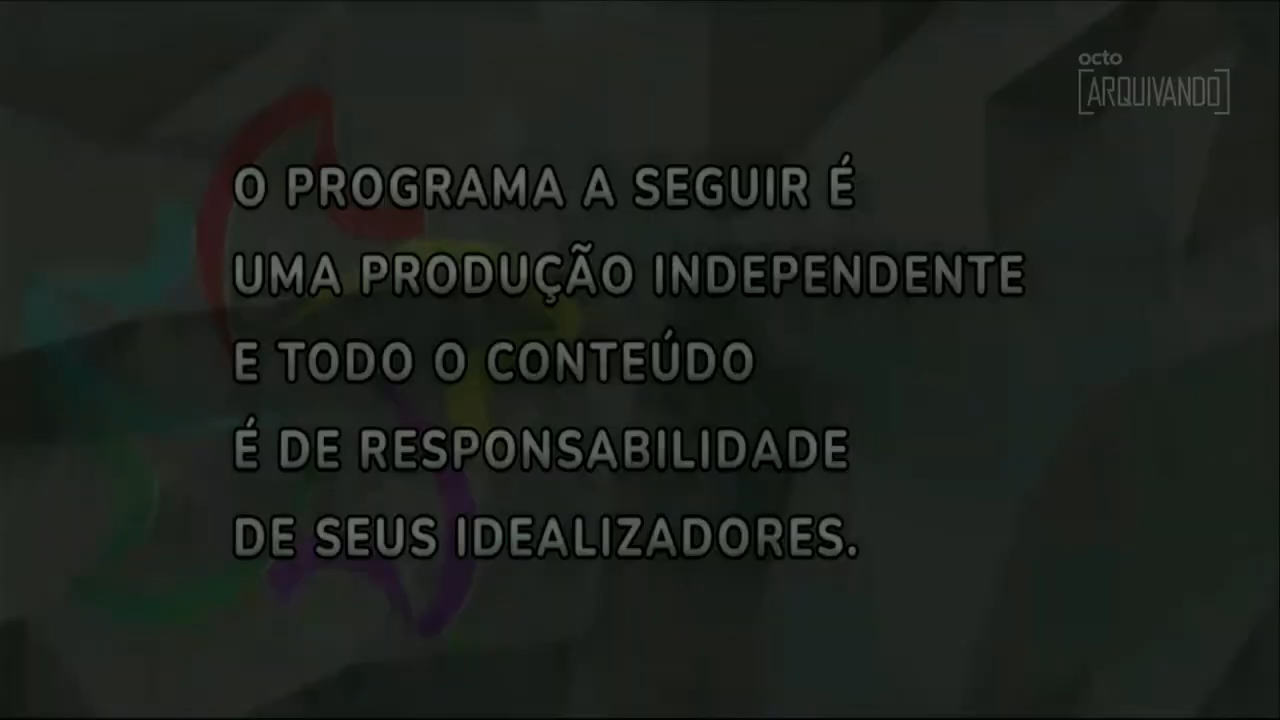 octo
[ARQUIVANDO]
O PROGRAMA A SEGUIR É
UMA PRODUÇÃO INDEPENDENTE
E TODO O CONTEÚDO
É DE RESPONSABILIDADE
DE SEUS IDEALIZADORES.